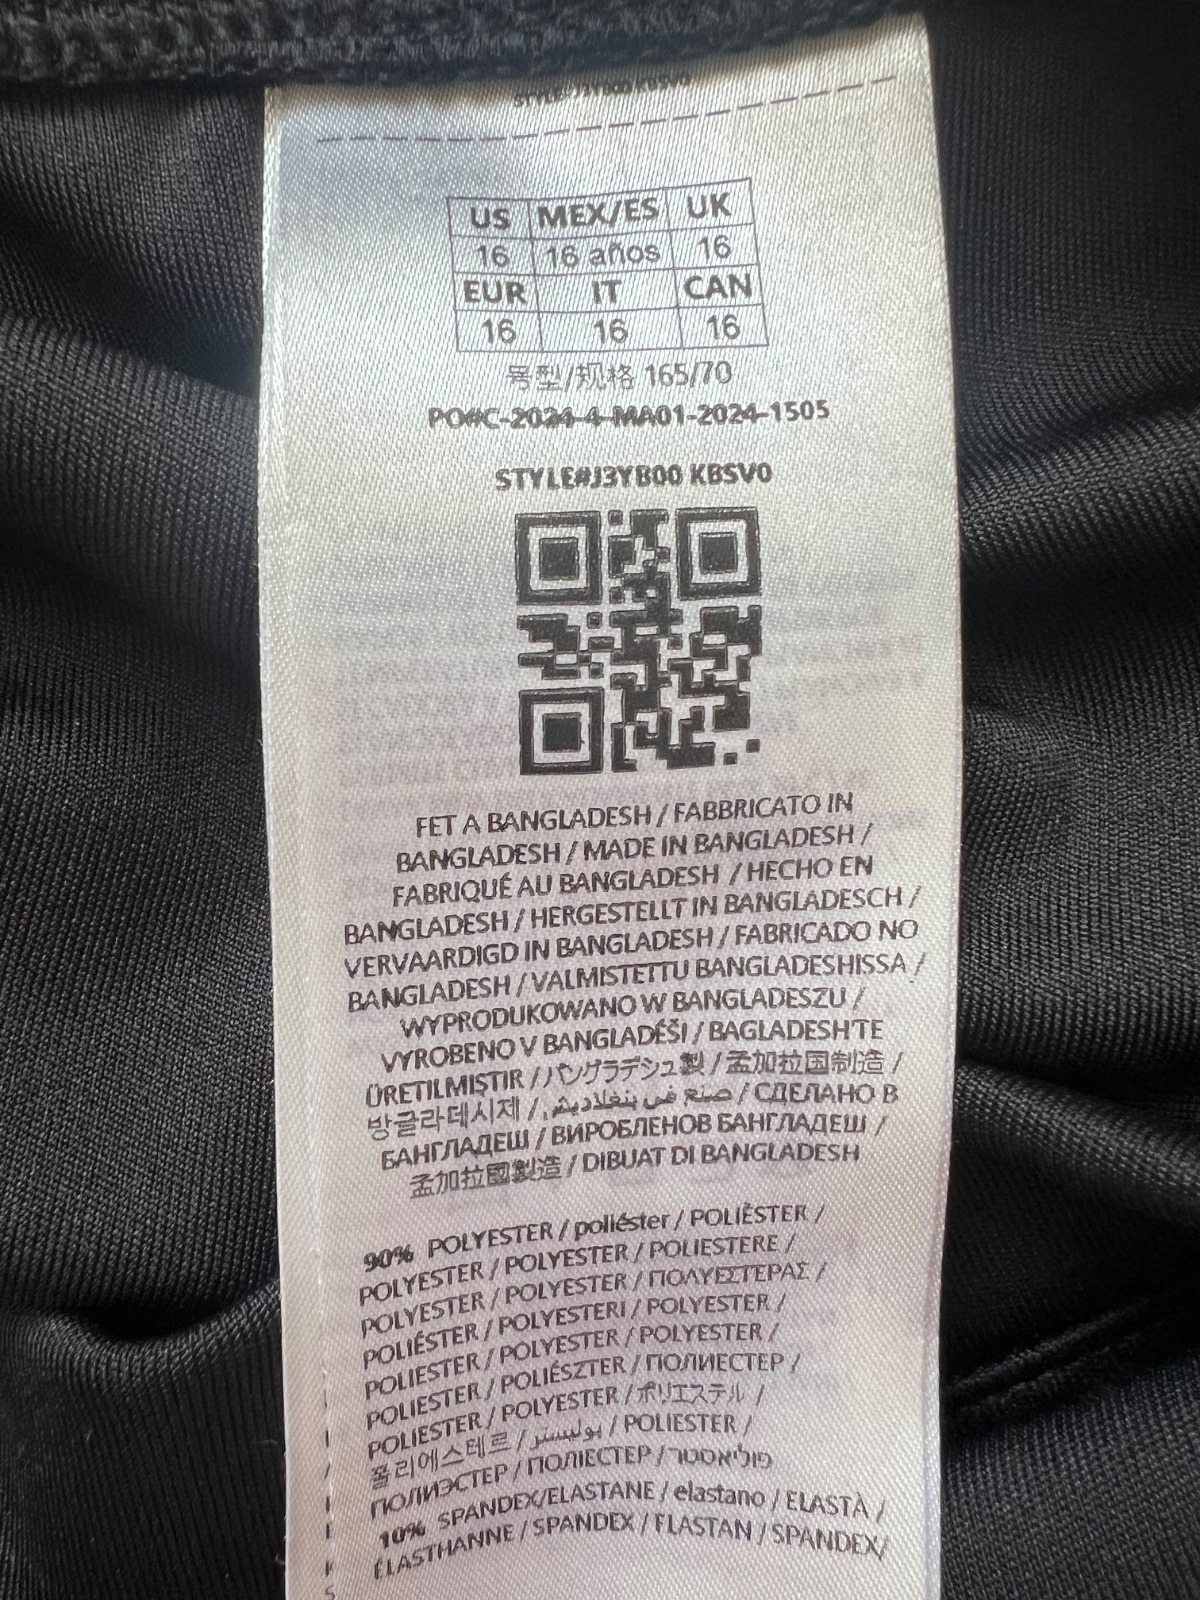 STYLE#J3YB00 KBSV0
US MEX/ES UK
16 16 años 16
EUR IT CAN
16 16 16
号型/规格 165/70
PO#C-2024-4-MA01-2024-1505
STYLE#J3YB00 KBSV0
FET A BANGLADESH / FABBRICATO IN
BANGLADESH / MADE IN BANGLADESH /
FABRIQUÉ AU BANGLADESH / HECHO EN
BANGLADESH / HERGESTELLT IN BANGLADESCH /
VERVAARDIGD IN BANGLADESH / FABRICADO NO
BANGLADESH / VALMISTETTU BANGLADESHISSA /
WYPRODUKOWANO W BANGLADESZU /
VYROBENO V BANGLADÉŠI / BAGLADESH'TE
ÜRETILMIŞTIR / バングラデシュ製 / 孟加拉国制造 /
방글라데시제 / صنع في بنغلاديش. / СДЕЛАНО В
БАНГЛАДЕШ / ВИРОБЛЕНОВ БАНГЛАДЕШ /
孟加拉國製造 / DIBUAT DI BANGLADESH
90% POLYESTER / poliéster / POLIÈSTER /
POLYESTER / POLYESTER / POLIESTERE /
POLYESTER / POLYESTER / ΠΟΛΥΕΣΤΕΡΑΣ /
POLIÉSTER / POLYESTERI / POLYESTER /
POLIESTER / POLYESTER / POLYESTER /
POLIESTER / POLIÉSZTER / ПОЛИЕСТЕР /
POLIESTER / POLYESTER / ポリエステル /
폴리에스테르 / بوليستر / POLIESTER /
ПОЛИЭСТЕР / ПОЛІЕСТЕР / פוליאסטר
10% SPANDEX/ELASTANE / elastano / ELASTÀ /
ÉLASTHANNE / SPANDEX / ELASTAN / SPANDEX/